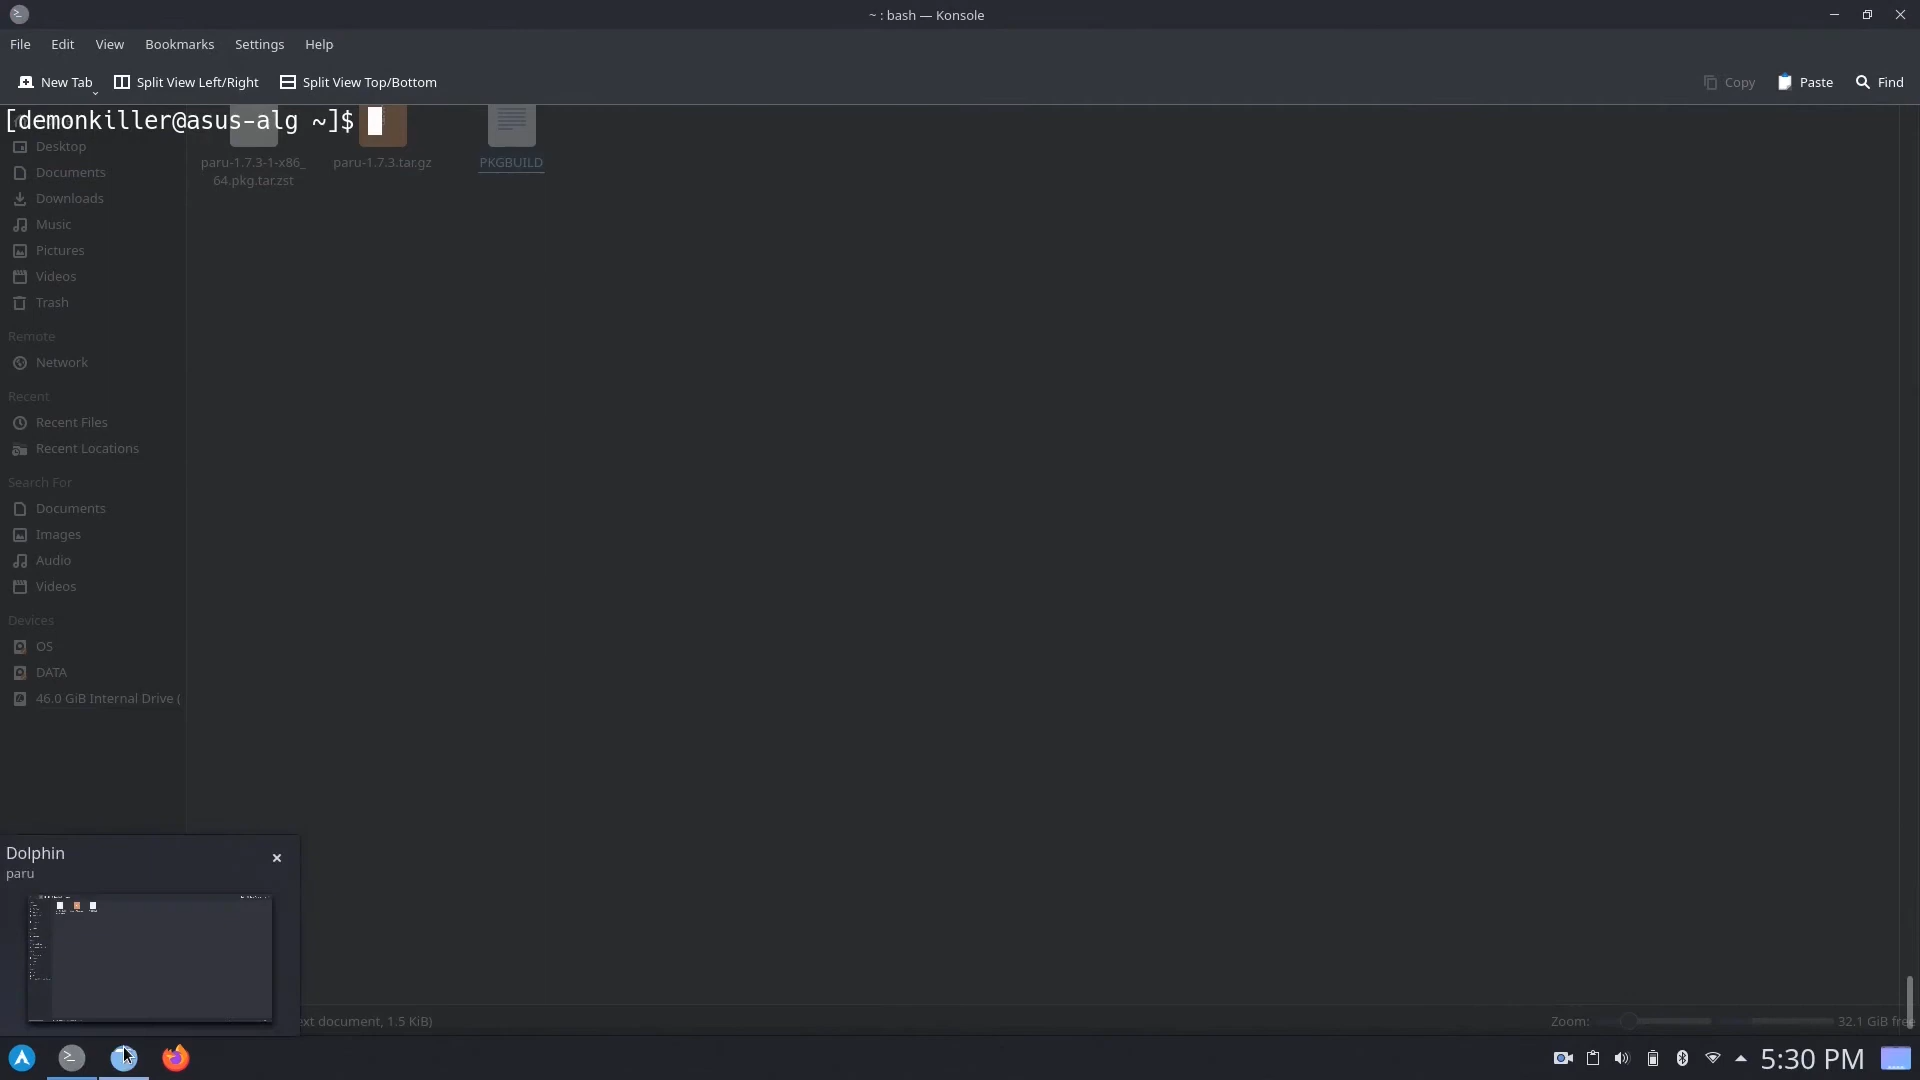 ~ : bash — Konsole
File Edit View Bookmarks Settings Help
New Tab Split View Left/Right Split View Top/Bottom Copy Paste Find
[demonkiller@asus-alg ~]$
Desktop
Documents
Downloads
Music
Pictures
Videos
Trash
Remote
Network
Recent
Recent Files
Recent Locations
Search For
Documents
Images
Audio
Videos
Devices
OS
DATA
46.0 GiB Internal Drive (
paru-1.7.3-1-x86_
64.pkg.tar.zst
paru-1.7.3.tar.gz
PKGBUILD
Dolphin
paru
ext document, 1.5 KiB)
Zoom:
32.1 GiB free
5:30 PM